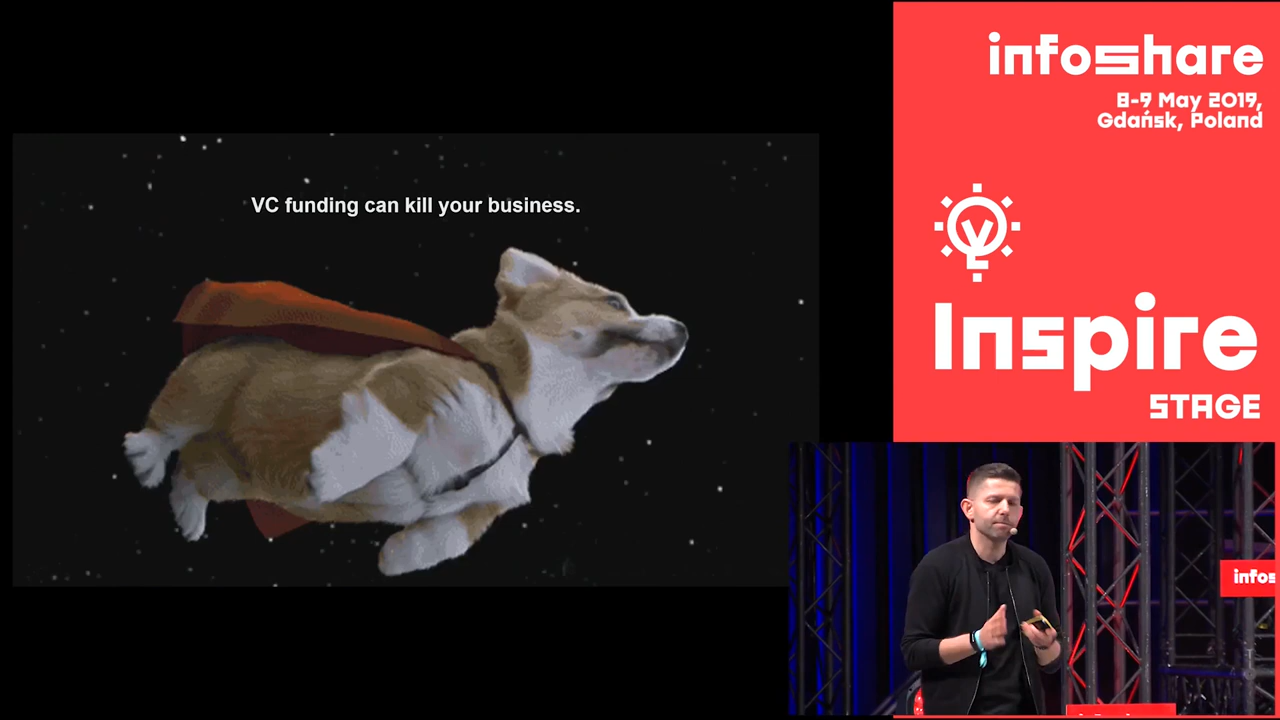 VC funding can kill your business.
infoshare
8-9 May 2019,
Gdańsk, Poland
Inspire
STAGE
infos